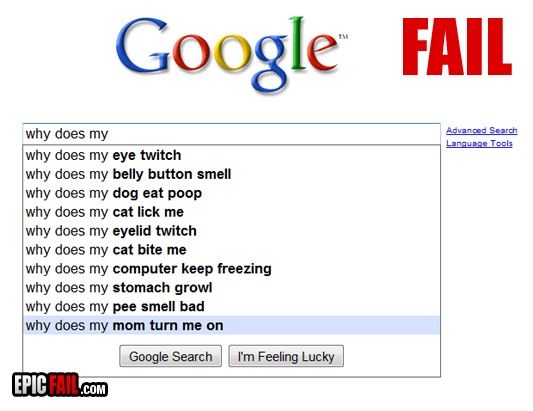 Google™
FAIL
why does my
Advanced Search
Language Tools
why does my eye twitch
why does my belly button smell
why does my dog eat poop
why does my cat lick me
why does my eyelid twitch
why does my cat bite me
why does my computer keep freezing
why does my stomach growl
why does my pee smell bad
why does my mom turn me on
Google Search
I'm Feeling Lucky
EPICFAIL.COM